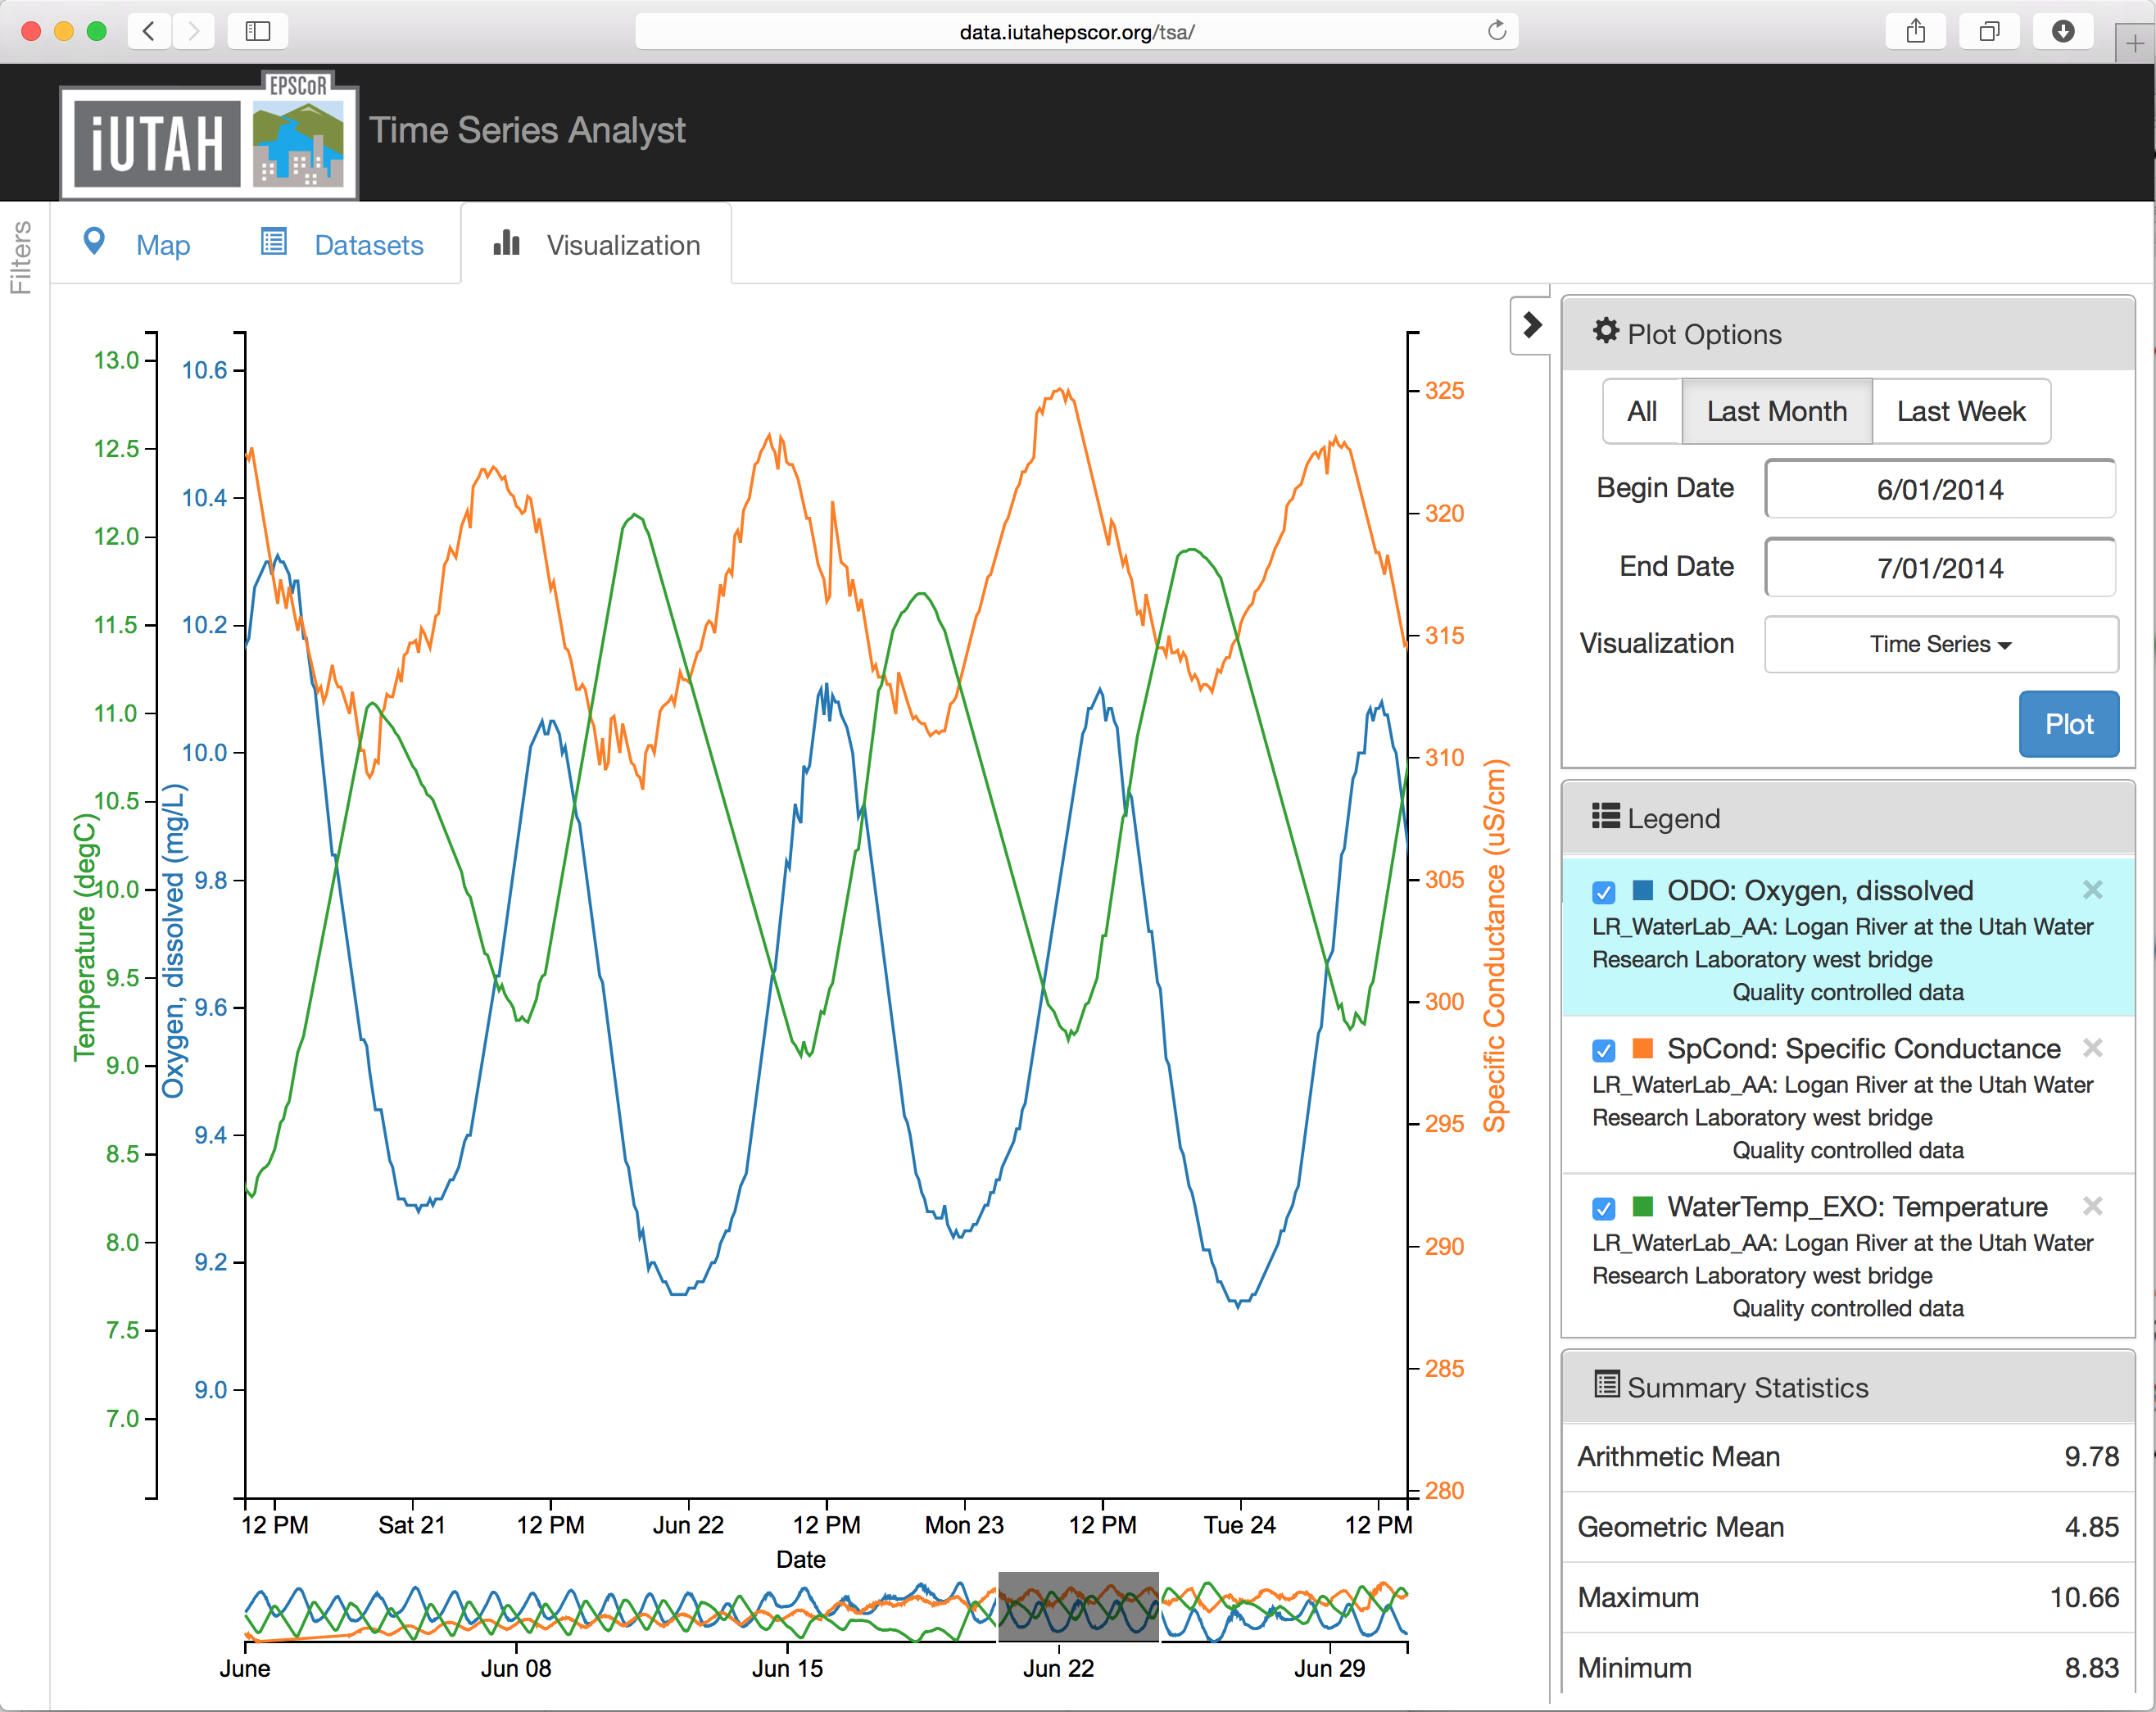 data.iutahepscor.org/tsa/
EPSCoR
iUTAH
Time Series Analyst
Filters
Map
Datasets
Visualization
13.0
12.5
12.0
11.5
11.0
10.5
10.0
9.5
9.0
8.5
8.0
7.5
7.0
Temperature (degC)
10.6
10.4
10.2
10.0
9.8
9.6
9.4
9.2
9.0
Oxygen, dissolved (mg/L)
325
320
315
310
305
300
295
290
285
280
Specific Conductance (uS/cm)
12 PM
Sat 21
12 PM
Jun 22
12 PM
Mon 23
12 PM
Tue 24
12 PM
Date
June
Jun 08
Jun 15
Jun 22
Jun 29
Plot Options
All
Last Month
Last Week
Begin Date
6/01/2014
End Date
7/01/2014
Visualization
Time Series
Plot
Legend
ODO: Oxygen, dissolved
LR_WaterLab_AA: Logan River at the Utah Water
Research Laboratory west bridge
Quality controlled data
SpCond: Specific Conductance
LR_WaterLab_AA: Logan River at the Utah Water
Research Laboratory west bridge
Quality controlled data
WaterTemp_EXO: Temperature
LR_WaterLab_AA: Logan River at the Utah Water
Research Laboratory west bridge
Quality controlled data
Summary Statistics
Arithmetic Mean 9.78
Geometric Mean 4.85
Maximum 10.66
Minimum 8.83